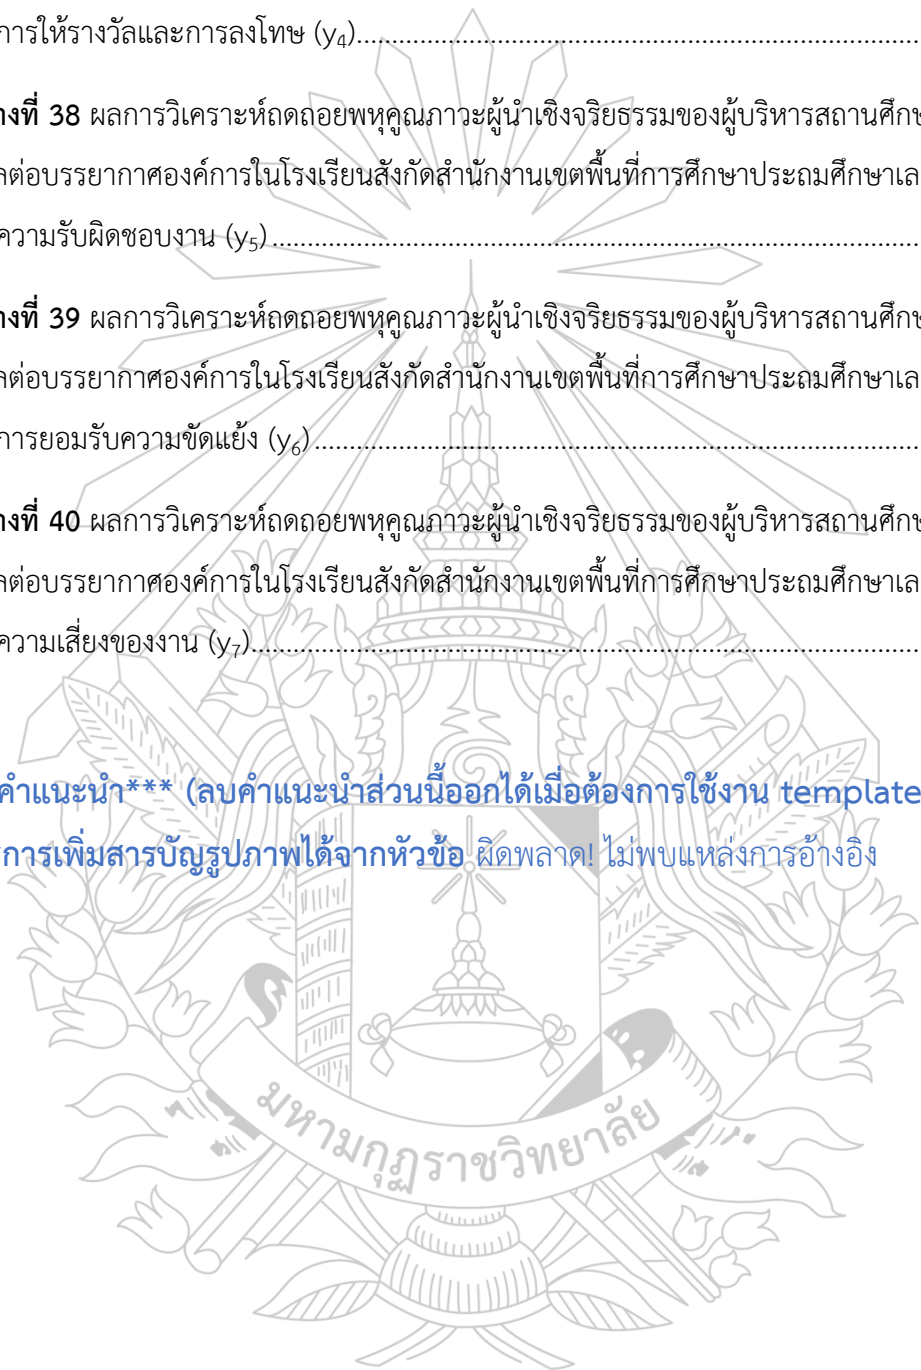 การให้รางวัลและการลงโทษ (y4)................................................................................
างที่ 38 ผลการวิเคราะห์ถดถอยพหุคูณภาวะผู้นำเชิงจริยธรรมของผู้บริหารสถานศึกษ
ลต่อบรรยากาศองค์การในโรงเรียนสังกัดสำนักงานเขตพื้นที่การศึกษาประถมศึกษาเล
ความรับผิดชอบงาน (y5)............................................................................................
างที่ 39 ผลการวิเคราะห์ถดถอยพหุคูณภาวะผู้นำเชิงจริยธรรมของผู้บริหารสถานศึกษ
ลต่อบรรยากาศองค์การในโรงเรียนสังกัดสำนักงานเขตพื้นที่การศึกษาประถมศึกษาเล
การยอมรับความขัดแย้ง (y6)......................................................................................
างที่ 40 ผลการวิเคราะห์ถดถอยพหุคูณภาวะผู้นำเชิงจริยธรรมของผู้บริหารสถานศึกษ
ลต่อบรรยากาศองค์การในโรงเรียนสังกัดสำนักงานเขตพื้นที่การศึกษาประถมศึกษาเล
ความเสี่ยงของงาน (y7)...............................................................................................
คำแนะนำ*** (ลบคำแนะนำส่วนนี้ออกได้เมื่อต้องการใช้งาน template
การเพิ่มสารบัญรูปภาพได้จากหัวข้อ ผิดพลาด! ไม่พบแหล่งการอ้างอิง
มหามกุฏราชวิทยาลัย